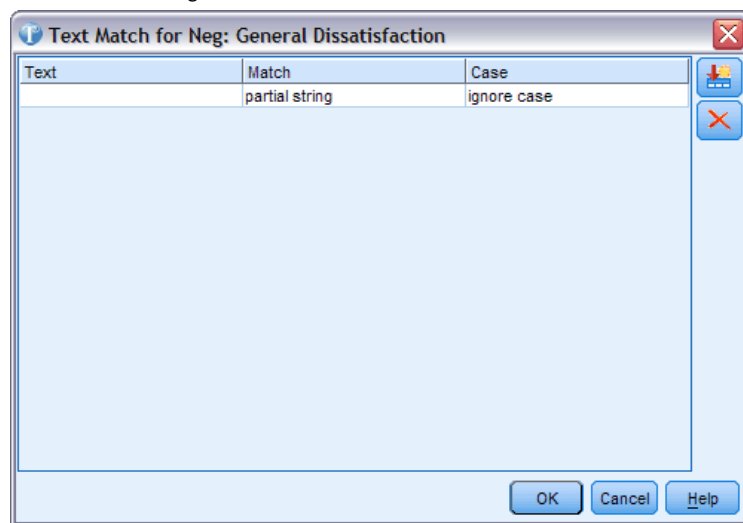 Text Match for Neg: General Dissatisfaction
Text Match Case
partial string ignore case
OK Cancel Help